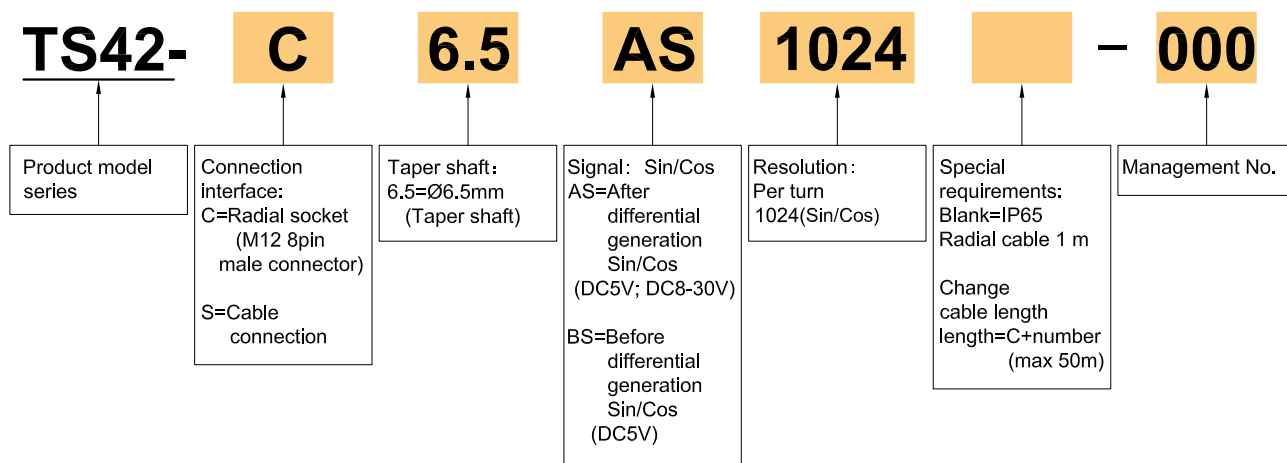 TS42- C 6.5 AS 1024 – 000
Product model
series
Connection
interface:
C=Radial socket
(M12 8pin
male connector)
S=Cable
connection
Taper shaft:
6.5=Ø6.5mm
(Taper shaft)
Signal: Sin/Cos
AS=After
differential
generation
Sin/Cos
(DC5V; DC8-30V)
BS=Before
differential
generation
Sin/Cos
(DC5V)
Resolution:
Per turn
1024(Sin/Cos)
Special
requirements:
Blank=IP65
Radial cable 1 m
Change
cable length
length=C+number
(max 50m)
Management No.